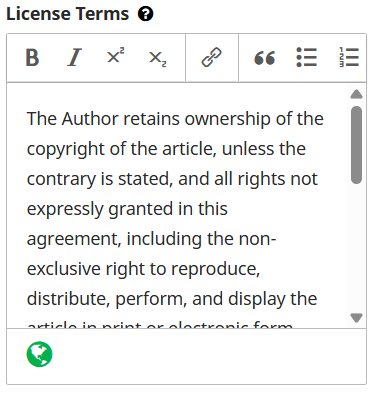 License Terms ?
B I x² x₂
The Author retains ownership of the
copyright of the article, unless the
contrary is stated, and all rights not
expressly granted in this
agreement, including the non-
exclusive right to reproduce,
distribute, perform, and display the
article in print or electronic form